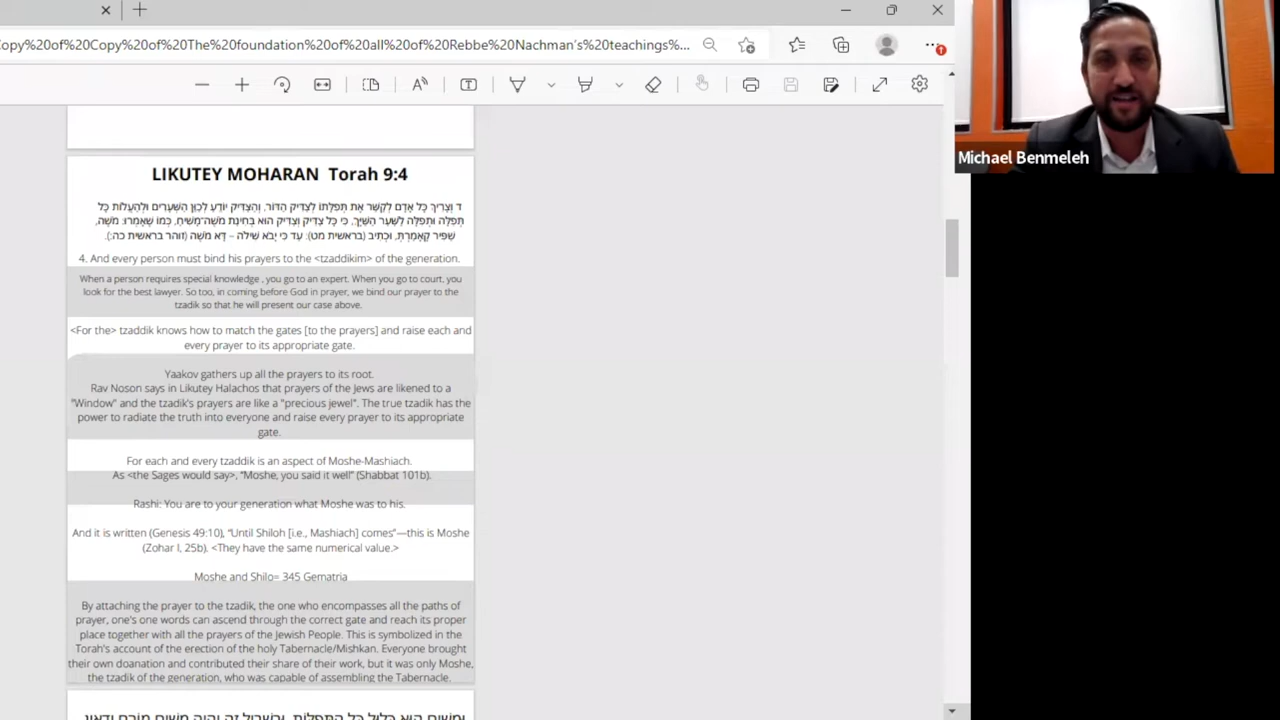 opy%20of%20Copy%20of%20The%20foundation%20of%20all%20of%20Rebbe%20Nachman's%20teachings%...
LIKUTEY MOHARAN Torah 9:4
ד וְצָרִיךְ כָּל אָדָם לְקַשֵּׁר אֶת תְּפִלָּתוֹ לְצַדִּיק הַדּוֹר, וְהַצַּדִּיק יוֹדֵעַ לְכַוֵּן הַשְּׁעָרִים וּלְהַעֲלוֹת כָּל
תְּפִלָּה וּתְפִלָּה לְשַׁעַר הַשַּׁיָּךְ, כִּי כָּל צַדִּיק וְצַדִּיק הוּא בְּחִינַת מֹשֶׁה־מָשִׁיחַ, כְּמוֹ שֶׁאָמְרוּ: מֹשֶׁה,
שַׁפִּיר קָאָמַרְתְּ, וּכְתִיב (בראשית מט): עַד כִּי יָבֹא שִׁילֹה – דָּא מֹשֶׁה (זוהר בראשית כה:).
4. And every person must bind his prayers to the <tzaddikim> of the generation.
When a person requires special knowledge , you go to an expert. When you go to court, you
look for the best lawyer. So too, in coming before God in prayer, we bind our prayer to the
tzadik so that he will present our case above.
<For the> tzaddik knows how to match the gates [to the prayers] and raise each and
every prayer to its appropriate gate.
Yaakov gathers up all the prayers to its root.
Rav Noson says in Likutey Halachos that prayers of the Jews are likened to a
"Window" and the tzadik's prayers are like a "precious jewel". The true tzadik has the
power to radiate the truth into everyone and raise every prayer to its appropriate
gate.
For each and every tzaddik is an aspect of Moshe-Mashiach.
As <the Sages would say>, “Moshe, you said it well” (Shabbat 101b).
Rashi: You are to your generation what Moshe was to his.
And it is written (Genesis 49:10), “Until Shiloh [i.e., Mashiach] comes”—this is Moshe
(Zohar I, 25b). <They have the same numerical value.>
Moshe and Shilo= 345 Gematria
By attaching the prayer to the tzadik, the one who encompasses all the paths of
prayer, one's one words can ascend through the correct gate and reach its proper
place together with all the prayers of the Jewish People. This is symbolized in the
Torah's account of the erection of the holy Tabernacle/Mishkan. Everyone brought
their own doanation and contributed their share of their work, but it was only Moshe,
the tzadik of the generation, who was capable of assembling the Tabernacle.
Michael Benmeleh